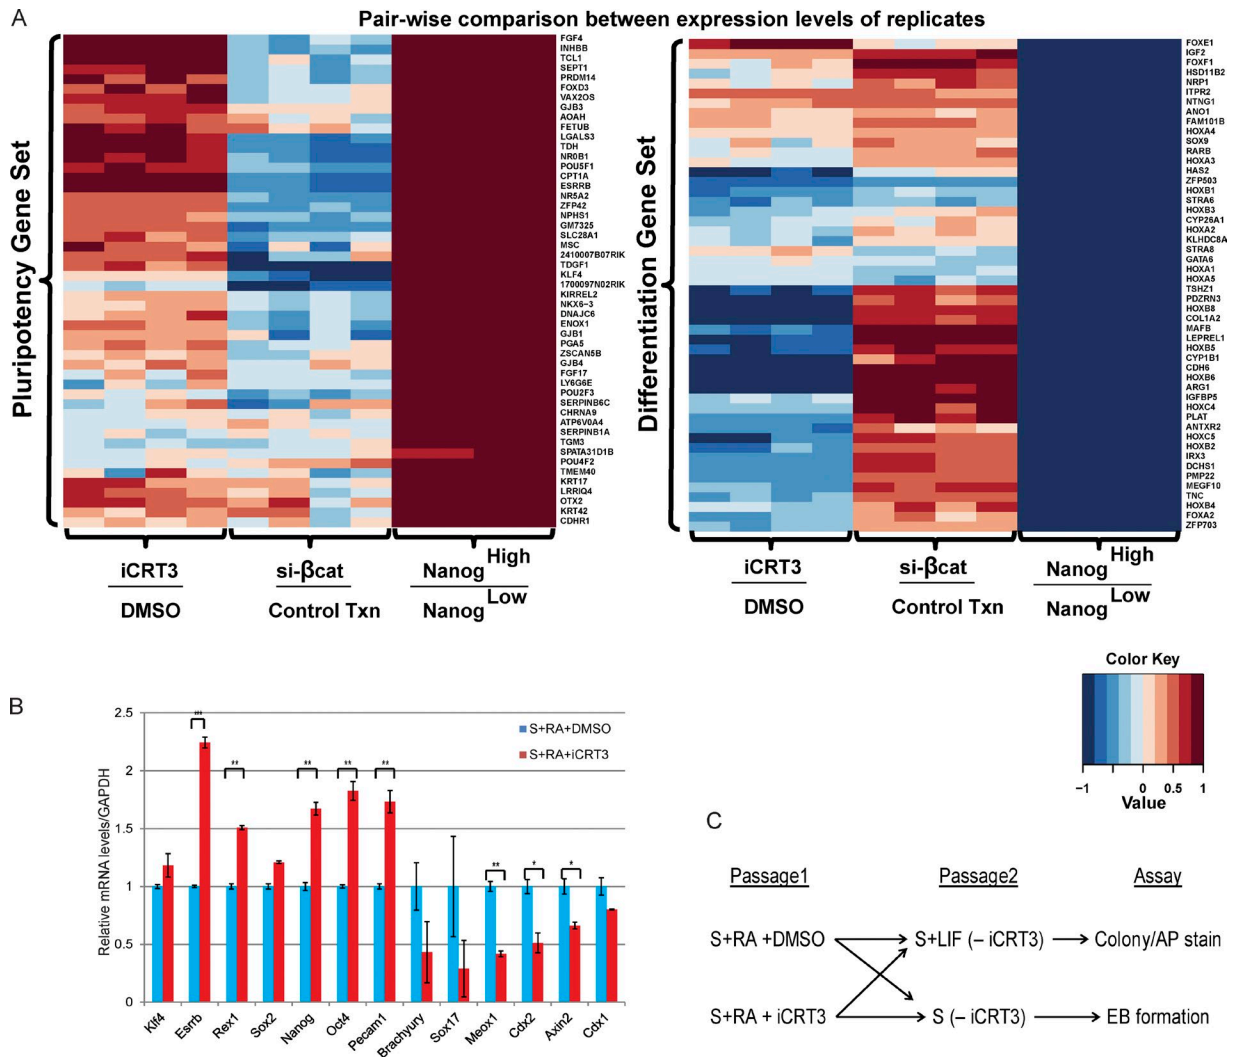 A
Pair-wise comparison between expression levels of replicates
Pluripotency Gene Set
FGF4
INHBB
TCL1
SEPT1
PRDM14
FOXD3
VAX2OS
GJB3
AOAH
FETUB
LGALS3
TDH
NR0B1
POU5F1
CPT1A
ESRRB
NR5A2
ZFP42
NPHS1
GM7325
SLC28A1
MSC
2410007B07RIK
TDGF1
KLF4
1700097N02RIK
KIRREL2
NKX6−3
DNAJC6
ENOX1
GJB1
PGA5
ZSCAN5B
GJB4
FGF17
LY6G6E
POU2F3
SERPINB6C
CHRNA9
ATP6V0A4
SERPINB1A
TGM3
SPATA31D1B
POU4F2
TMEM40
KRT17
LRRIQ4
OTX2
KRT42
CDHR1
iCRT3
DMSO
si-βcat
Control Txn
Nanog High
Nanog Low
Differentiation Gene Set
FOXE1
IGF2
FOXF1
HSD11B2
NRP1
ITPR2
NTNG1
ANO1
FAM101B
HOXA4
SOX9
RARB
HOXA3
HAS2
ZFP503
HOXB1
STRA6
HOXB3
CYP26A1
HOXA2
KLHDC8A
STRA8
GATA6
HOXA1
HOXA5
TSHZ1
PDZRN3
HOXB8
COL1A2
MAFB
LEPREL1
HOXB5
CYP1B1
CDH6
HOXB6
ARG1
IGFBP5
HOXC4
PLAT
ANTXR2
HOXC5
HOXB2
IRX3
DCHS1
PMP22
MEGF10
TNC
HOXB4
FOXA2
ZFP703
iCRT3
DMSO
si-βcat
Control Txn
Nanog High
Nanog Low
Color Key
−1 0 0.5 1
Value
B
Relative mRNA levels/GAPDH
2.5
2
1.5
1
0.5
0
S+RA+DMSO
S+RA+iCRT3
***
**
**
**
**
**
*
*
Klf4
Esrrb
Rex1
Sox2
Nanog
Oct4
Pecam1
Brachyury
Sox17
Meox1
Cdx2
Axin2
Cdx1
C
Passage1 Passage2 Assay
S+RA +DMSO S+LIF (– iCRT3) Colony/AP stain
S+RA + iCRT3 S (– iCRT3) EB formation